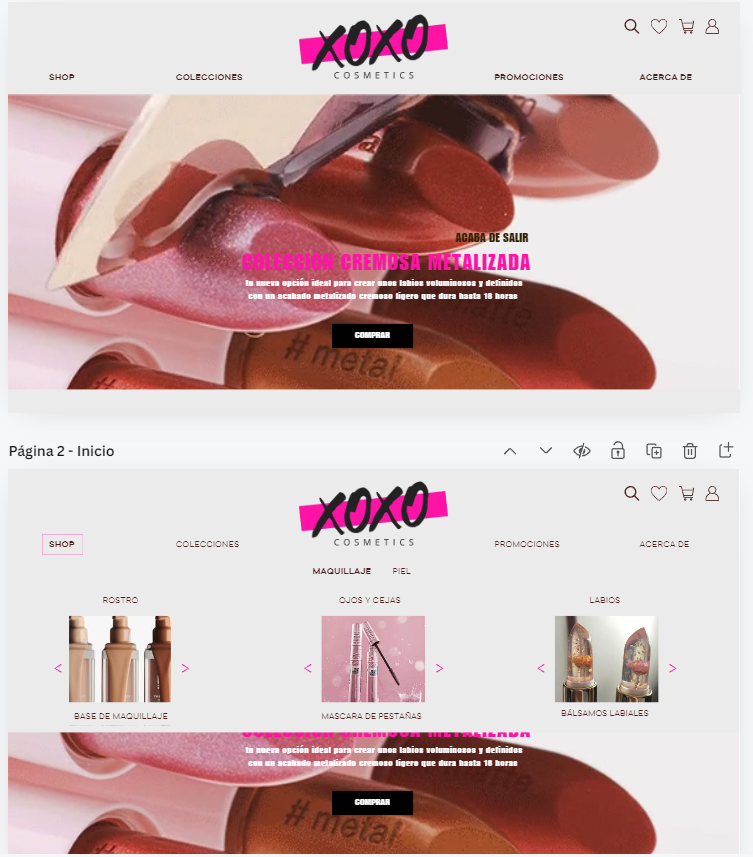 XOXO
COSMETICS
SHOP COLECCIONES PROMOCIONES ACERCA DE
ACABA DE SALIR
COLECCIÓN CREMOSA METALIZADA
tu nueva opción ideal para crear unos labios voluminosos y definidos
con un acabado metalizado cremoso ligero que dura hasta 16 horas
COMPRAR
#metal
matte
Página 2 - Inicio
XOXO
COSMETICS
SHOP COLECCIONES PROMOCIONES ACERCA DE
MAQUILLAJE PIEL
ROSTRO OJOS Y CEJAS LABIOS
< > < > < >
BASE DE MAQUILLAJE MASCARA DE PESTAÑAS BÁLSAMOS LABIALES
COLECCIÓN CREMOSA METALIZADA
tu nueva opción ideal para crear unos labios voluminosos y definidos
con un acabado metalizado cremoso ligero que dura hasta 16 horas
COMPRAR
#metal